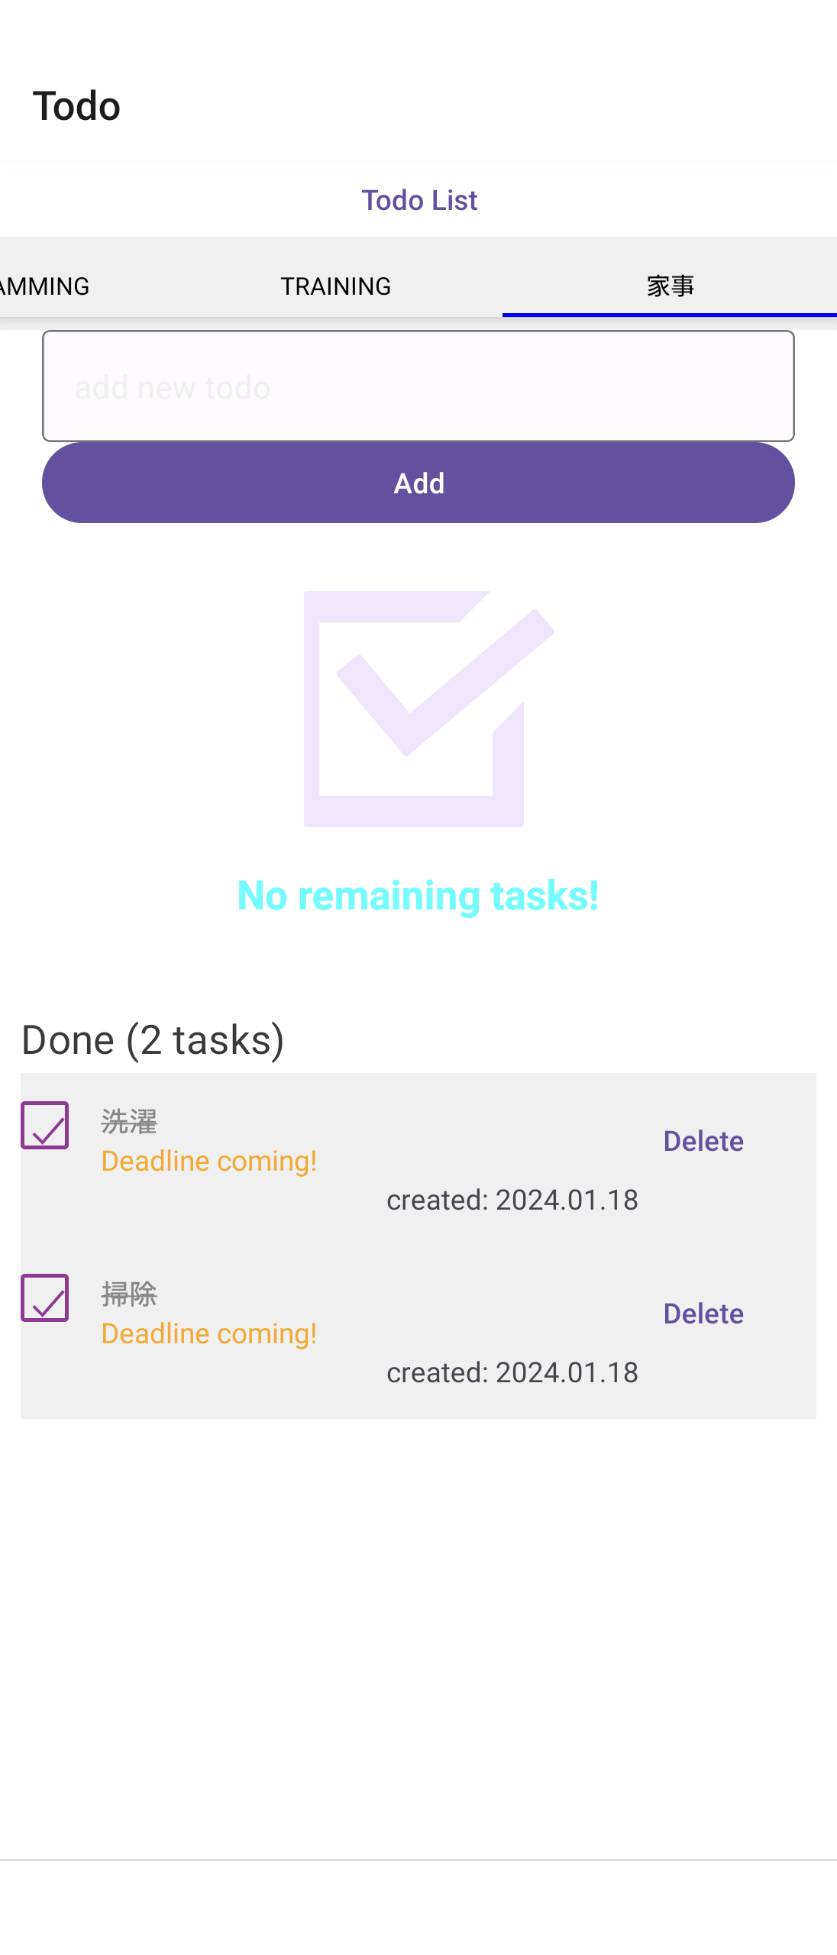 Todo
Todo List
AMMING TRAINING 家事
add new todo
Add
No remaining tasks!
Done (2 tasks)
洗濯
Deadline coming!
Delete
created: 2024.01.18
掃除
Deadline coming!
Delete
created: 2024.01.18